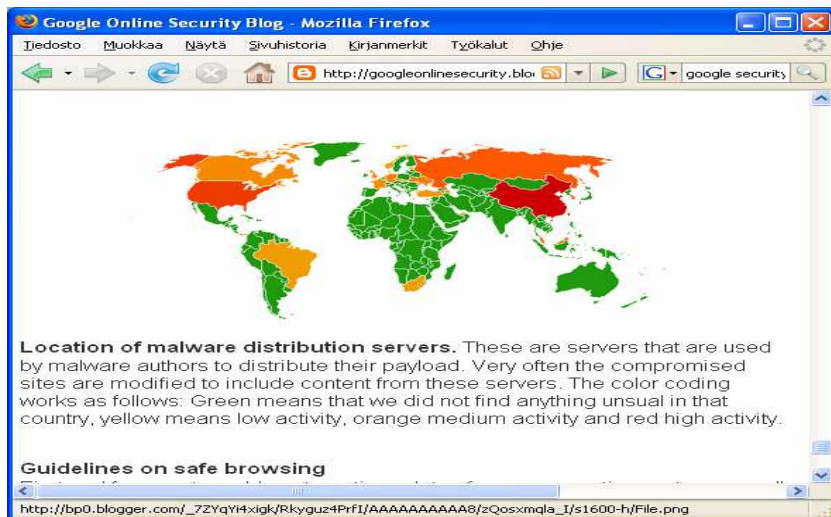 Google Online Security Blog - Mozilla Firefox
Tiedosto Muokkaa Näytä Sivuhistoria Kirjanmerkit Työkalut Ohje
http://googleonlinesecurity.blo
G google security
Location of malware distribution servers. These are servers that are used
by malware authors to distribute their payload. Very often the compromised
sites are modified to include content from these servers. The color coding
works as follows: Green means that we did not find anything unsual in that
country, yellow means low activity, orange medium activity and red high activity.
Guidelines on safe browsing
http://bp0.blogger.com/_7ZYqYi4xigk/Rkyguz4PrfI/AAAAAAAAAA8/zQosxmqla_I/s1600-h/File.png